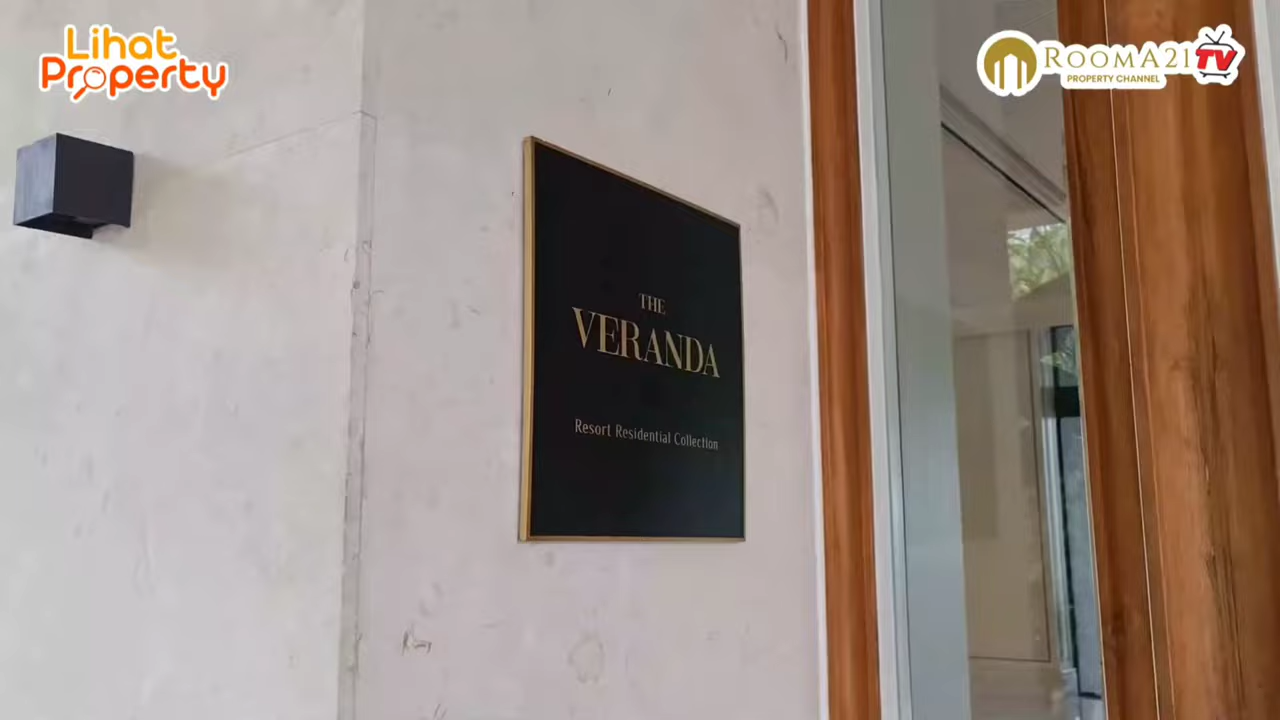 Lihat
Property
ROOMA21 TV
PROPERTY CHANNEL
THE
VERANDA
Resort Residential Collection